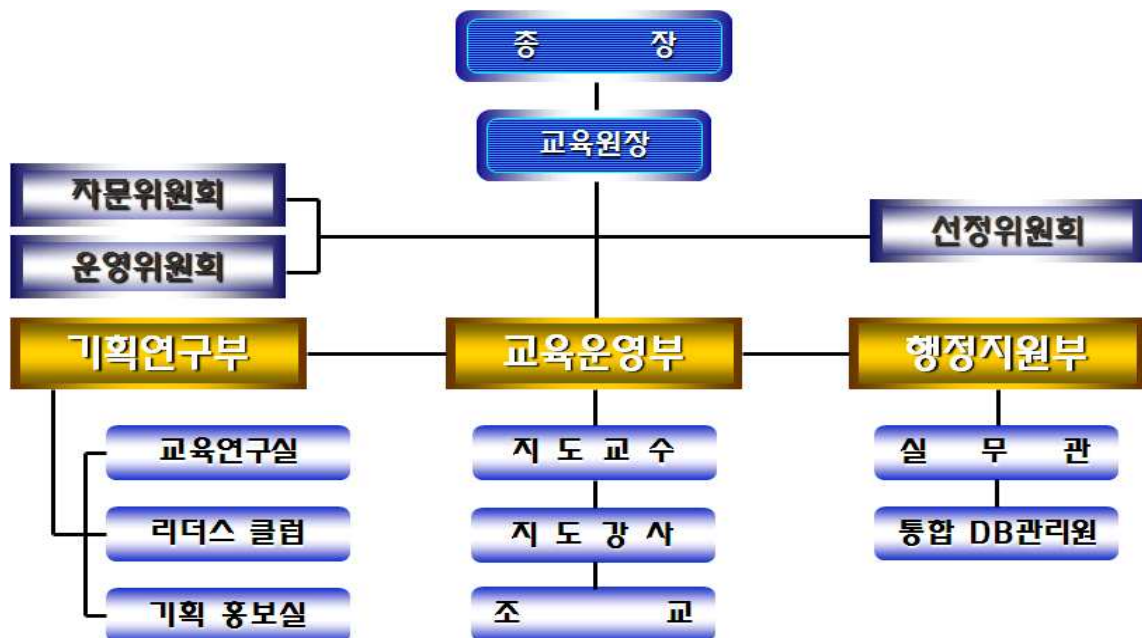 총 장
교육원장
자문위원회
운영위원회
선정위원회
기획연구부
교육운영부
행정지원부
교육연구실
지 도 교 수
실 무 관
리더스 클럽
지 도 강 사
통합 DB관리원
기획 홍보실
조 교